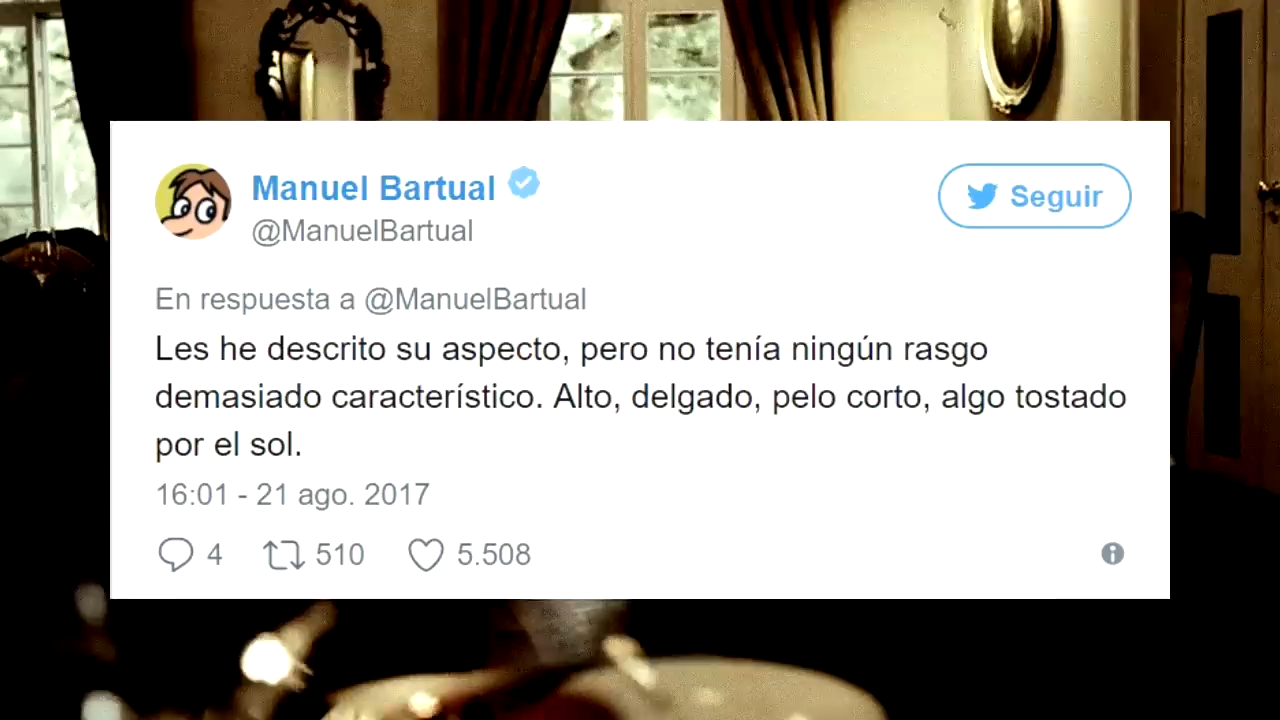 Manuel Bartual
@ManuelBartual
Seguir
En respuesta a @ManuelBartual
Les he descrito su aspecto, pero no tenía ningún rasgo
demasiado característico. Alto, delgado, pelo corto, algo tostado
por el sol.
16:01 - 21 ago. 2017
4 510 5.508